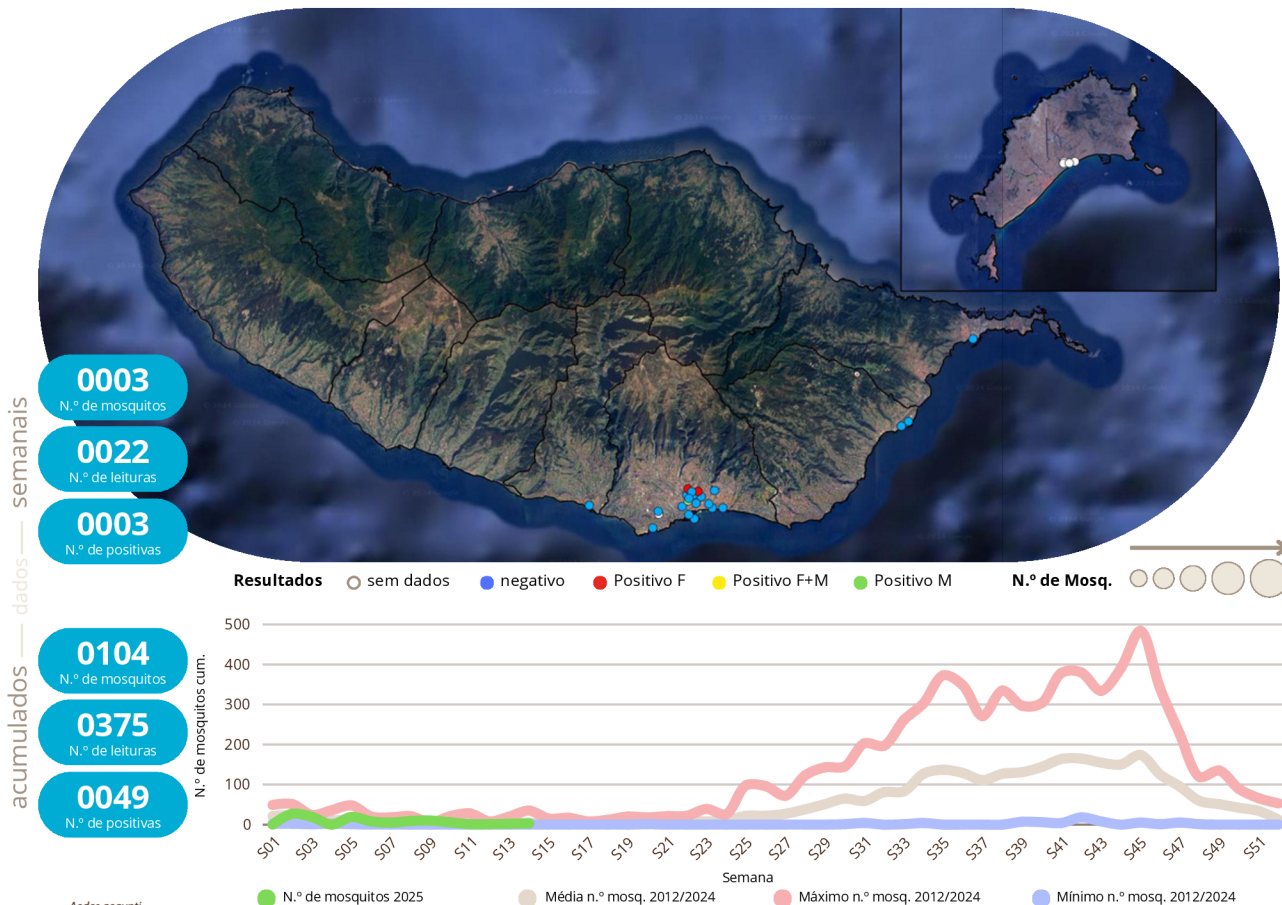 0003
N.º de mosquitos
0022
N.º de leituras
0003
N.º de positivas
semanais
dados
acumulados
Resultados
sem dados
negativo
Positivo F
Positivo F+M
Positivo M
N.º de Mosq.
0104
N.º de mosquitos
0375
N.º de leituras
0049
N.º de positivas
N.º de mosquitos cum.
500
400
300
200
100
0
S01
S03
S05
S07
S09
S11
S13
S15
S17
S19
S21
S23
S25
S27
S29
S31
S33
S35
S37
S39
S41
S43
S45
S47
S49
S51
Semana
N.º de mosquitos 2025
Média n.º mosq. 2012/2024
Máximo n.º mosq. 2012/2024
Mínimo n.º mosq. 2012/2024